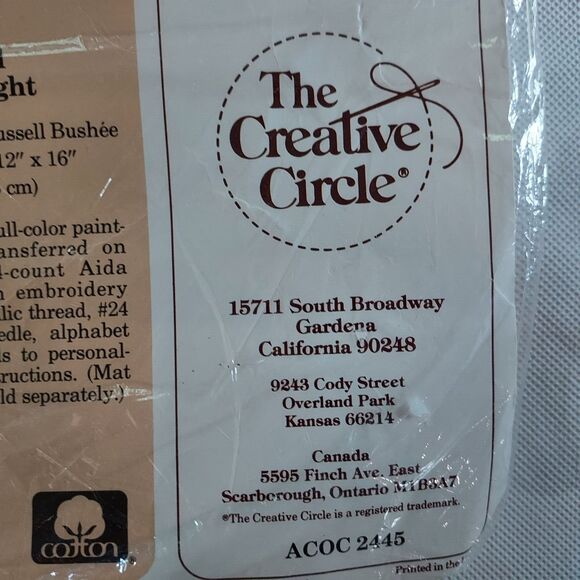 l
ght
ussell Bushée
12" x 16"
cm)
ull-color paint-
ansferred on
-count Aida
embroidery
lic thread, #24
edle, alphabet
s to personal-
ructions. (Mat
ld separately.)
cotton ®
The
Creative
Circle®
15711 South Broadway
Gardena
California 90248
9243 Cody Street
Overland Park
Kansas 66214
Canada
5595 Finch Ave. East
Scarborough, Ontario M1B3A7
®The Creative Circle is a registered trademark.
ACOC 2445
Printed in the